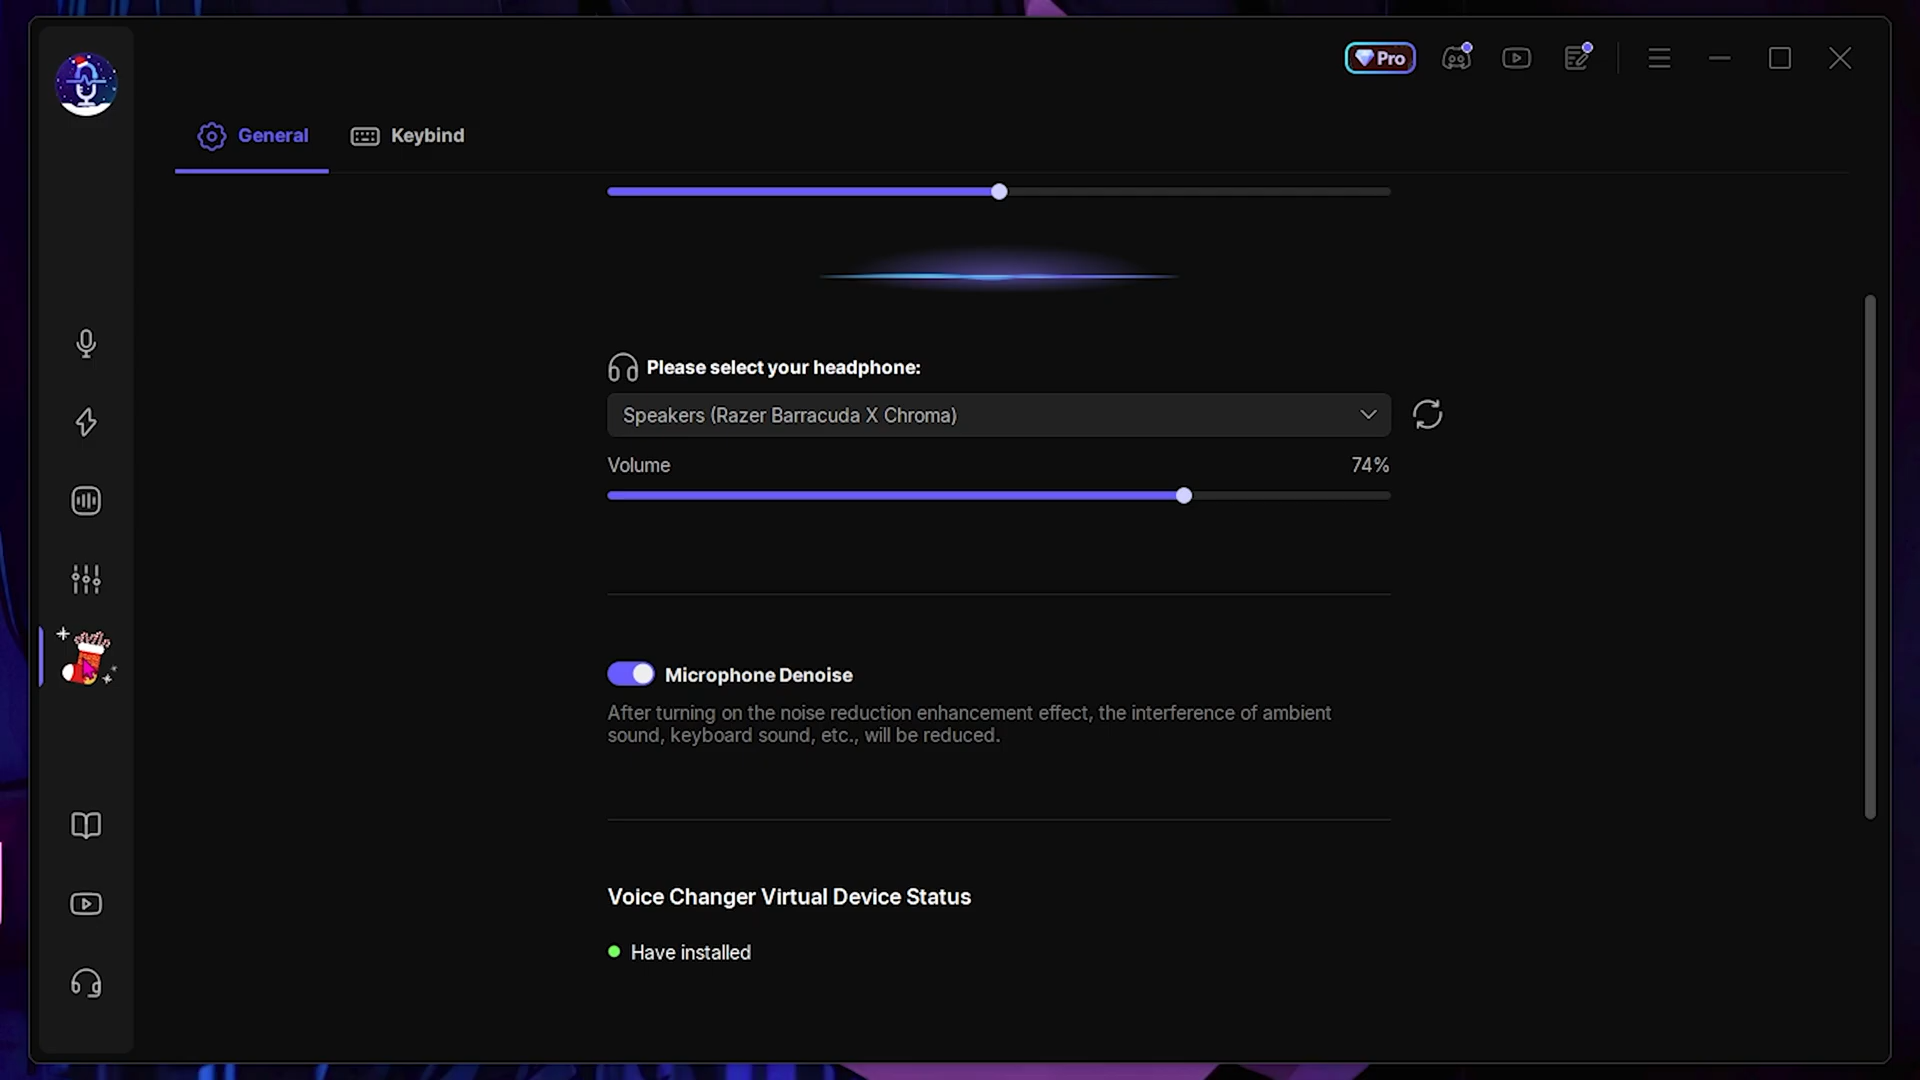 Pro
General
Keybind
Please select your headphone:
Speakers (Razer Barracuda X Chroma)
Volume
74%
Microphone Denoise
After turning on the noise reduction enhancement effect, the interference of ambient
sound, keyboard sound, etc., will be reduced.
Voice Changer Virtual Device Status
Have installed